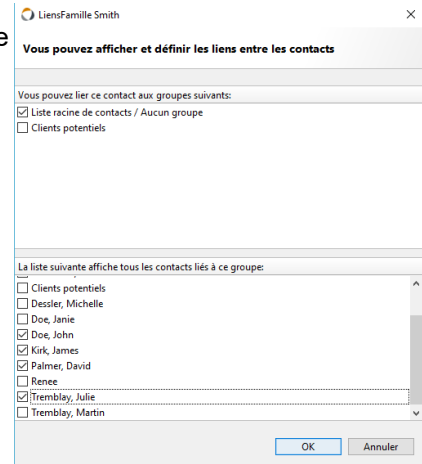 LiensFamille Smith
e
Vous pouvez afficher et définir les liens entre les contacts
Vous pouvez lier ce contact aux groupes suivants:
Liste racine de contacts / Aucun groupe
Clients potentiels
La liste suivante affiche tous les contacts liés à ce groupe:
Clients potentiels
Dessler, Michelle
Doe, Janie
Doe, John
Kirk, James
Palmer, David
Renee
Tremblay, Julie
Tremblay, Martin
OK Annuler